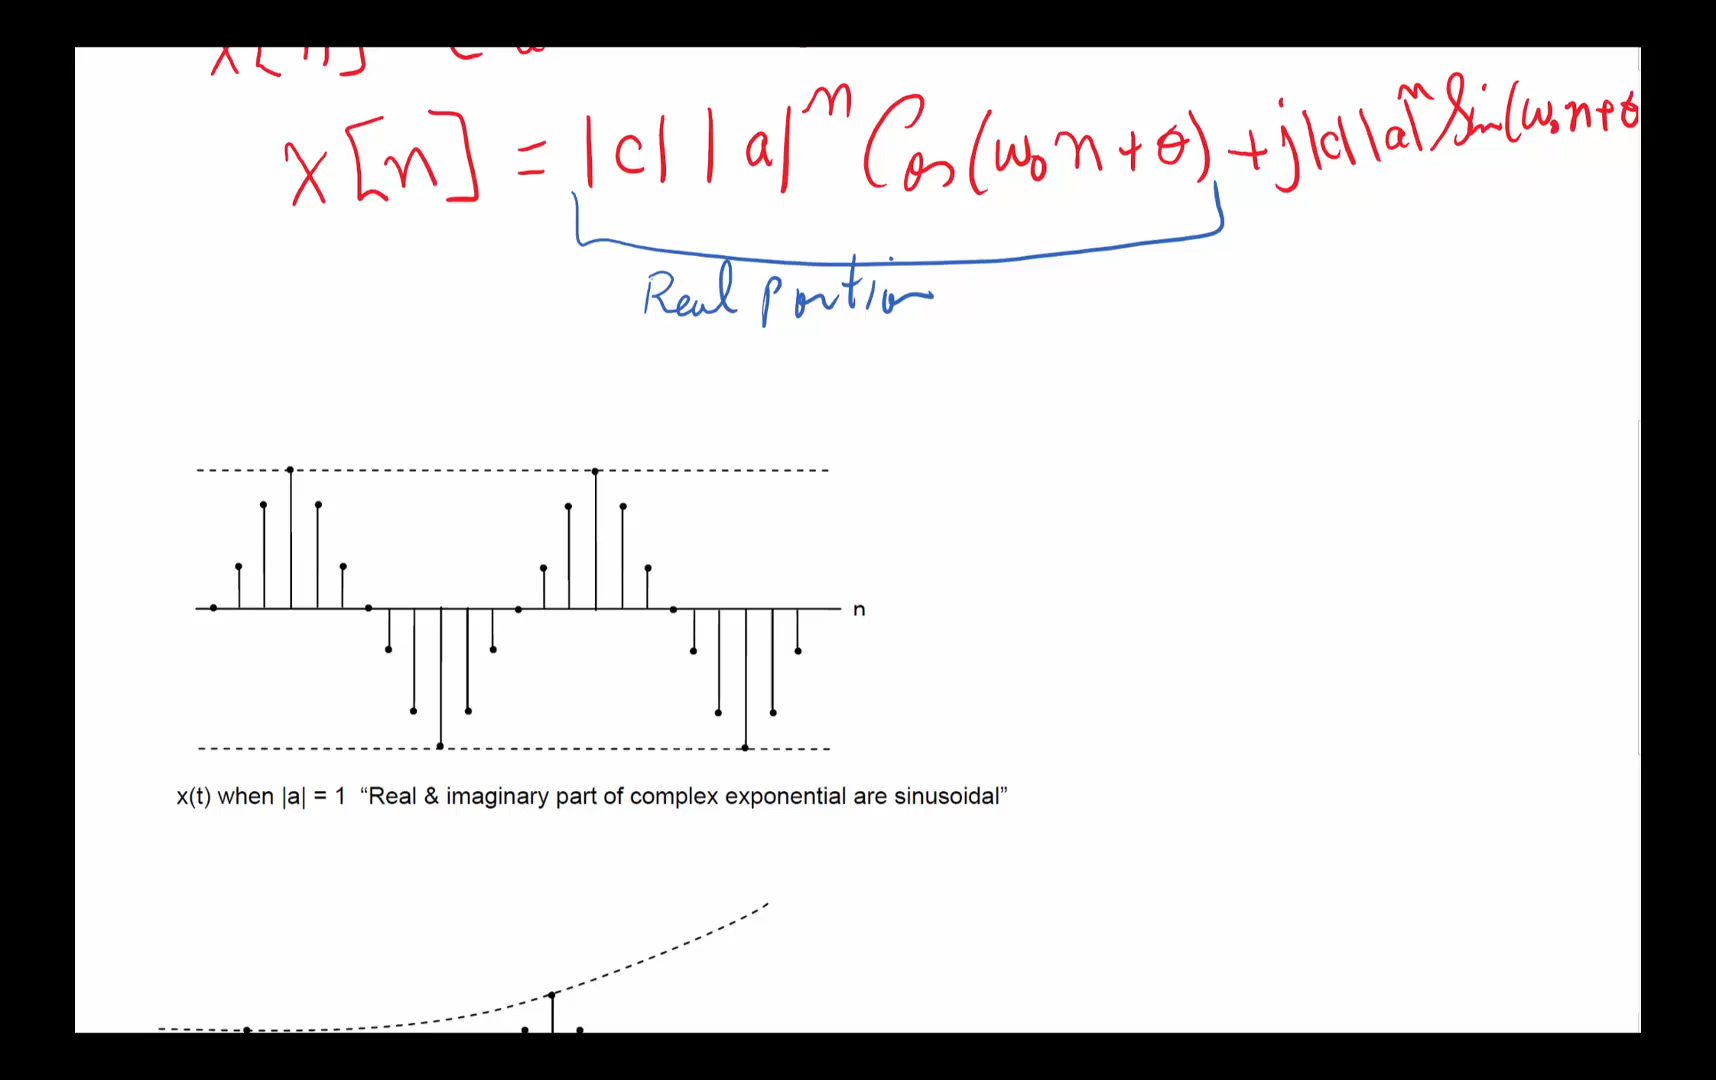 x[n]
x[n] = |c| |a|ⁿ Cos(ω₀n+θ) + j|c||a|ⁿ Sin(ω₀n+θ
Real portion
n
x(t) when |a| = 1 “Real & imaginary part of complex exponential are sinusoidal”